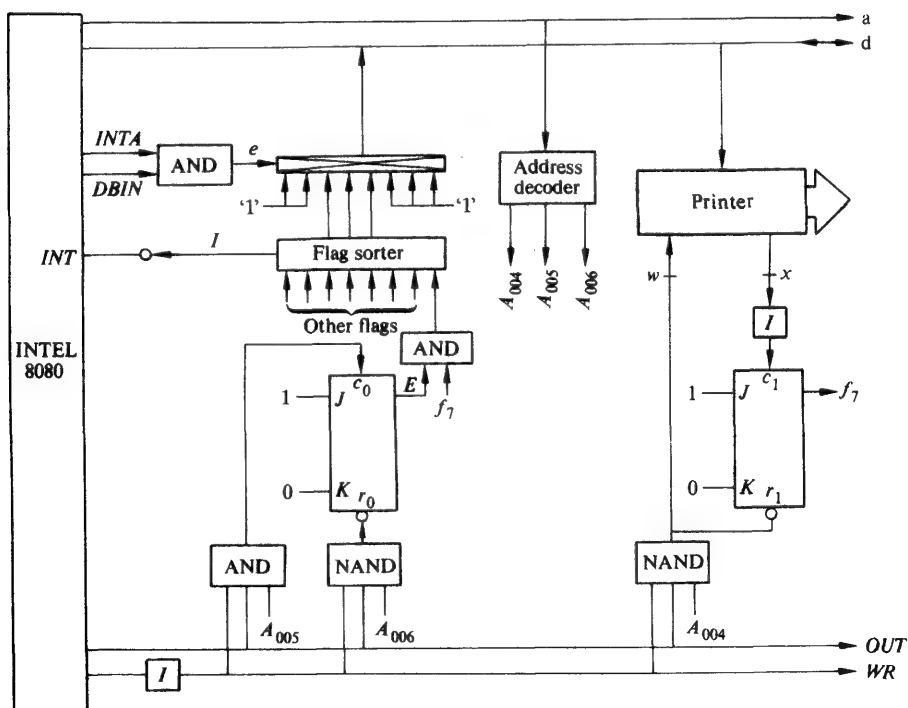 a
d
INTA
AND
e
DBIN
'1'
'1'
Address
decoder
Printer
INT
I
Flag sorter
A004
A005
A006
w
x
Other flags
I
INTEL
8080
AND
c0
E
f7
1
J
K
0
r0
c1
1
J
f7
0
K
r1
AND
NAND
NAND
A005
A006
A004
OUT
I
WR